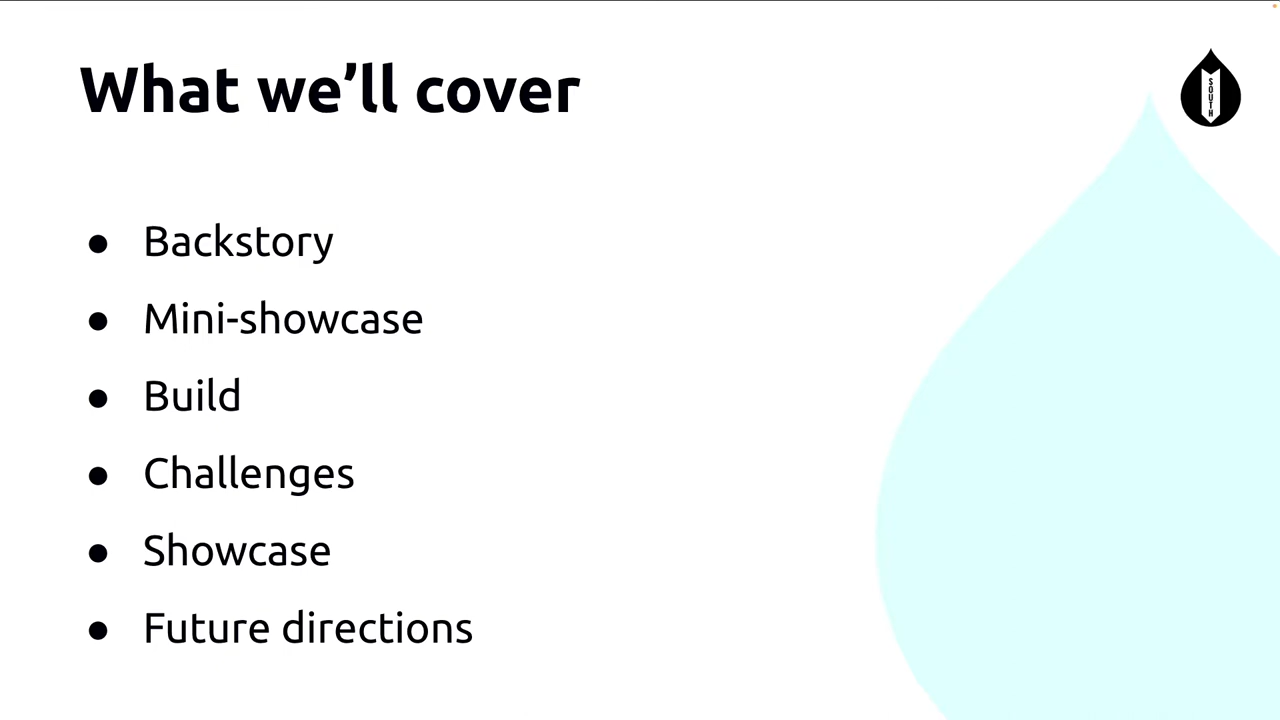 What we’ll cover
SOUTH
● Backstory
● Mini-showcase
● Build
● Challenges
● Showcase
● Future directions